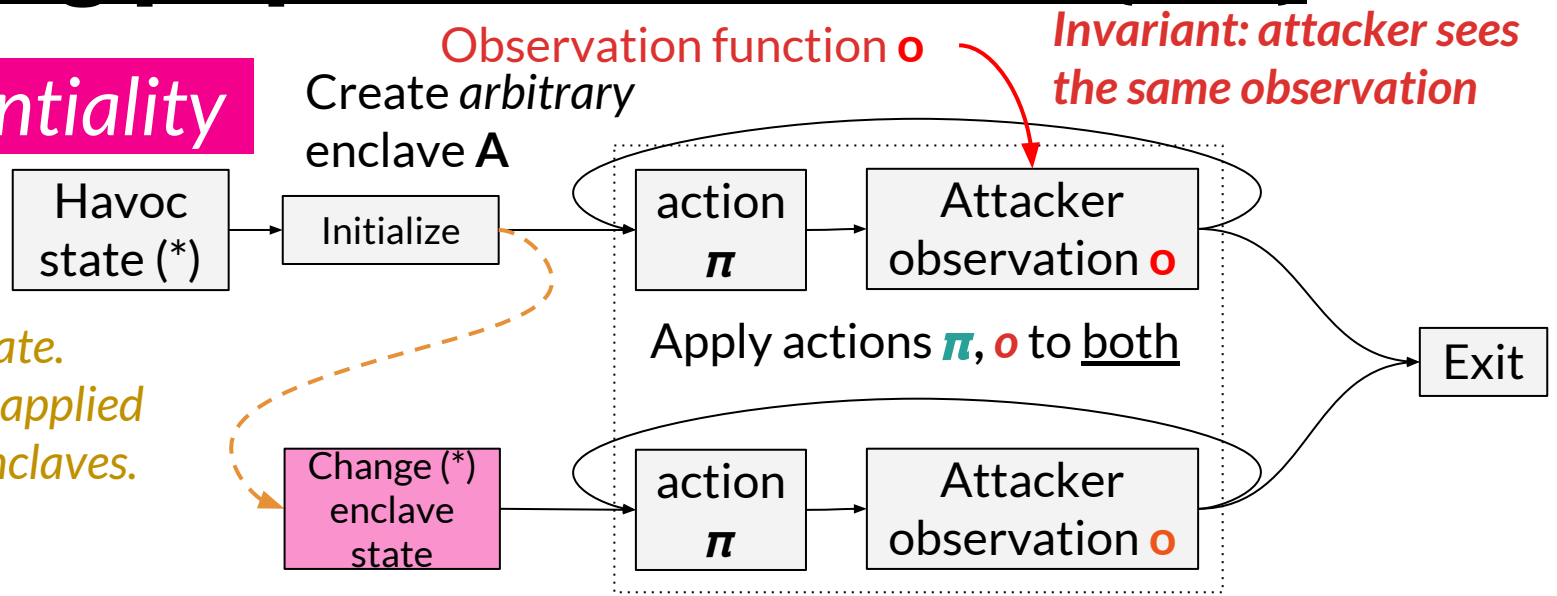 Observation function o
Invariant: attacker sees
the same observation
ntiality
Create arbitrary
enclave A
Havoc
state (*)
Initialize
action
π
Attacker
observation o
Apply actions π, o to both
Exit
ate.
applied
nclaves.
Change (*)
enclave
state
action
π
Attacker
observation o